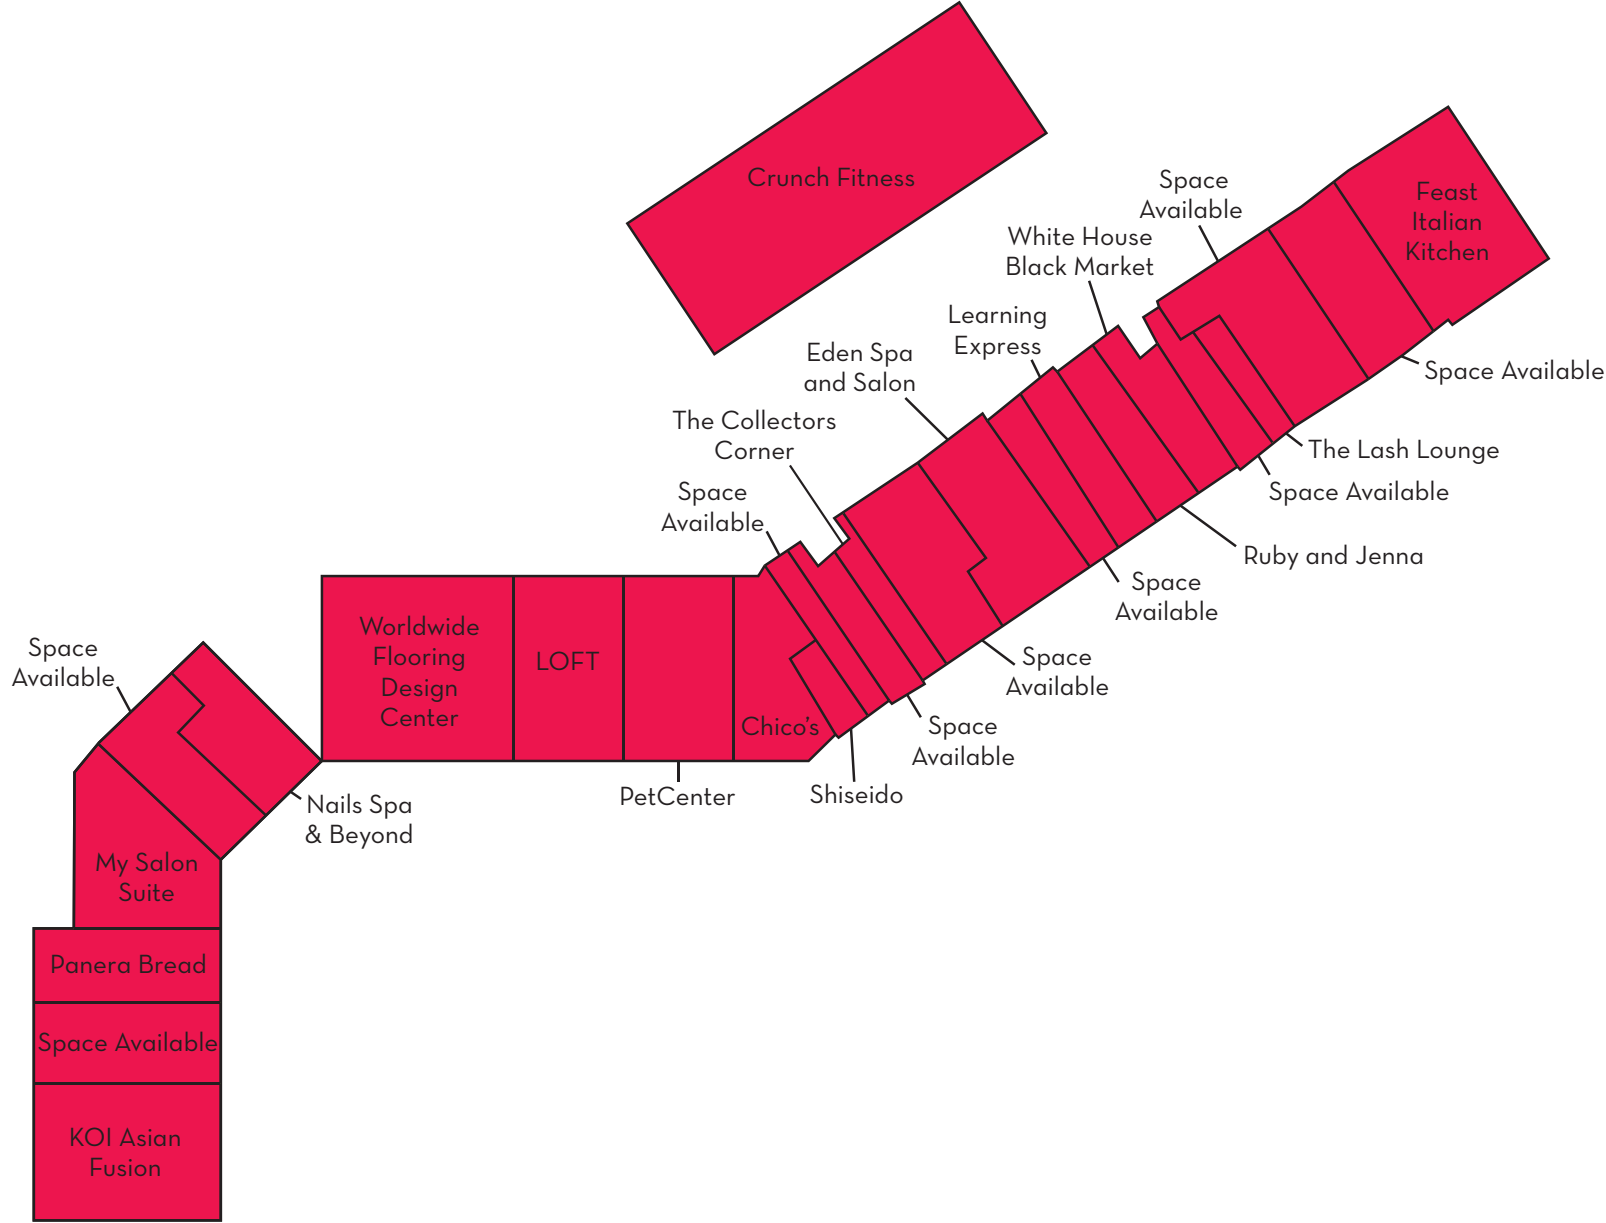 Crunch Fitness
Space
Available
Feast
Italian
Kitchen
White House
Black Market
Learning
Express
Eden Spa
and Salon
Space Available
The Collectors
Corner
The Lash Lounge
Space
Available
Space Available
Ruby and Jenna
Space
Available
Worldwide
Flooring
Design
Center
LOFT
Space
Available
Space
Available
Chico's
Space
Available
PetCenter
Shiseido
Nails Spa
& Beyond
My Salon
Suite
Panera Bread
Space Available
KOI Asian
Fusion